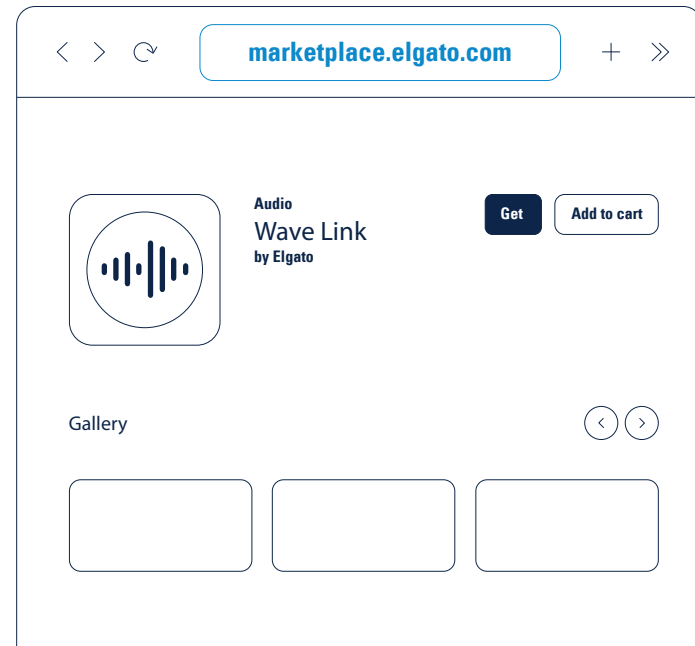 marketplace.elgato.com
Audio
Wave Link
by Elgato
Get
Add to cart
Gallery